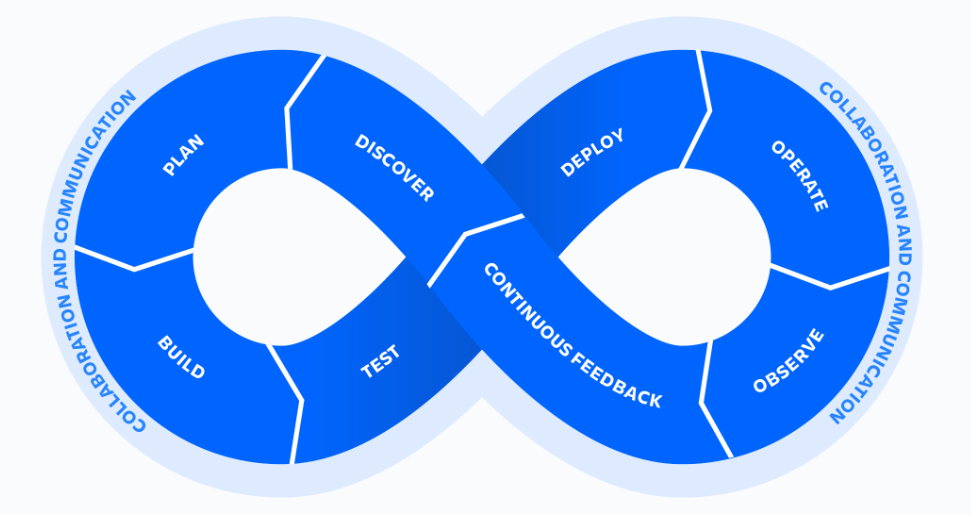 COLLABORATION AND COMMUNICATION
PLAN
DISCOVER
DEPLOY
OPERATE
COLLABORATION AND COMMUNICATION
BUILD
TEST
CONTINUOUS FEEDBACK
OBSERVE